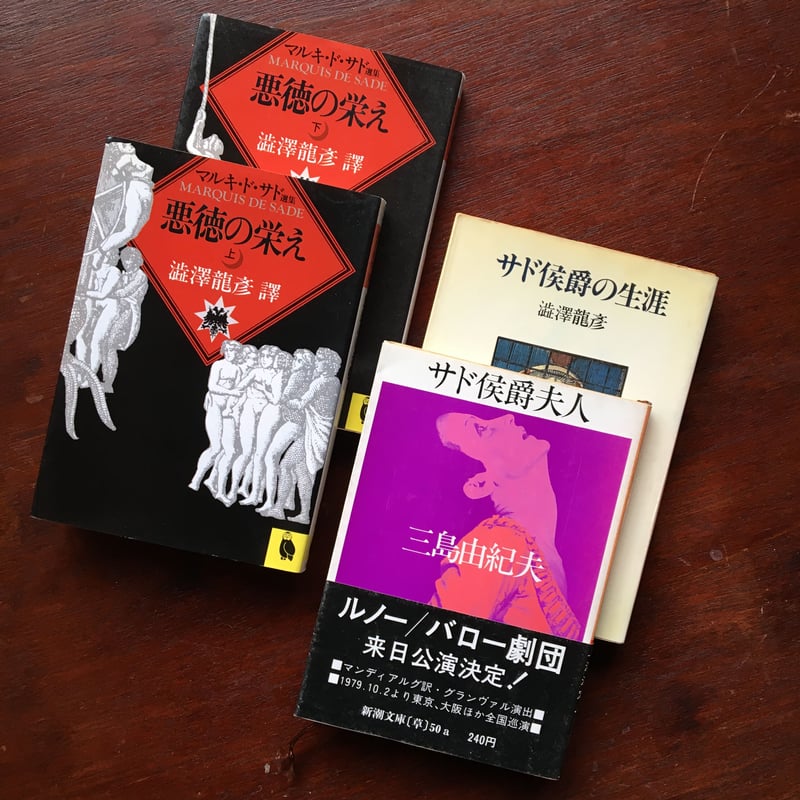 マルキ・ド・サド選集
MARQUIS DE SADE
悪徳の栄え
下
澁澤龍彦 譯
マルキ・ド・サド選集
MARQUIS DE SADE
悪徳の栄え
上
澁澤龍彦 譯
サド侯爵の生涯
澁澤龍彦
サド侯爵夫人
三島由紀夫
ルノー/バロー劇団
来日公演決定!
■マンディアルグ訳・グランヴァル演出■
■1979.10.2より東京、大阪ほか全国巡演■
新潮文庫〔草〕50a 240円